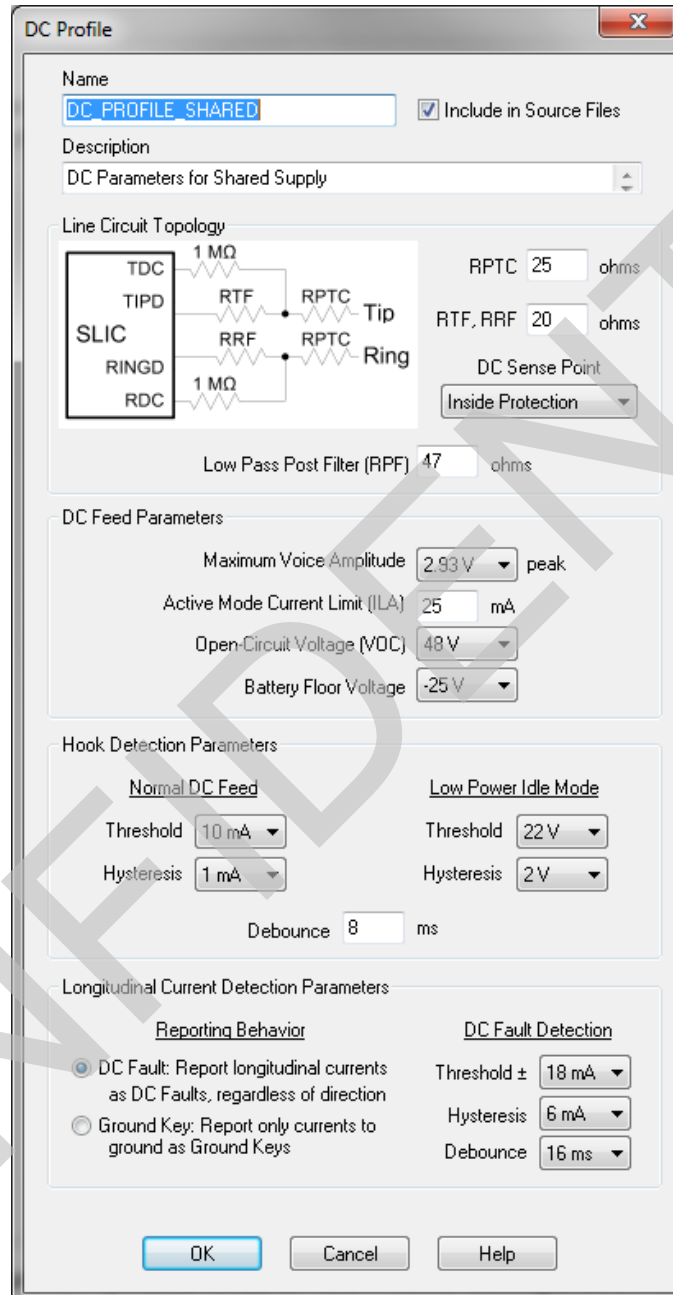 DC Profile
Name
DC_PROFILE_SHARED
Include in Source Files
Description
DC Parameters for Shared Supply
Line Circuit Topology
1 MΩ
TDC
TIPD
RTF
RPTC
Tip
SLIC
RRF
RPTC
Ring
RINGD
1 MΩ
RDC
RPTC 25 ohms
RTF, RRF 20 ohms
DC Sense Point
Inside Protection
Low Pass Post Filter (RPF) 47 ohms
DC Feed Parameters
Maximum Voice Amplitude 2.93 V peak
Active Mode Current Limit (ILA) 25 mA
Open-Circuit Voltage (VOC) 48 V
Battery Floor Voltage -25 V
Hook Detection Parameters
Normal DC Feed
Low Power Idle Mode
Threshold 10 mA
Threshold 22 V
Hysteresis 1 mA
Hysteresis 2 V
Debounce 8 ms
Longitudinal Current Detection Parameters
Reporting Behavior
DC Fault: Report longitudinal currents
as DC Faults, regardless of direction
Ground Key: Report only currents to
ground as Ground Keys
DC Fault Detection
Threshold ± 18 mA
Hysteresis 6 mA
Debounce 16 ms
OK
Cancel
Help